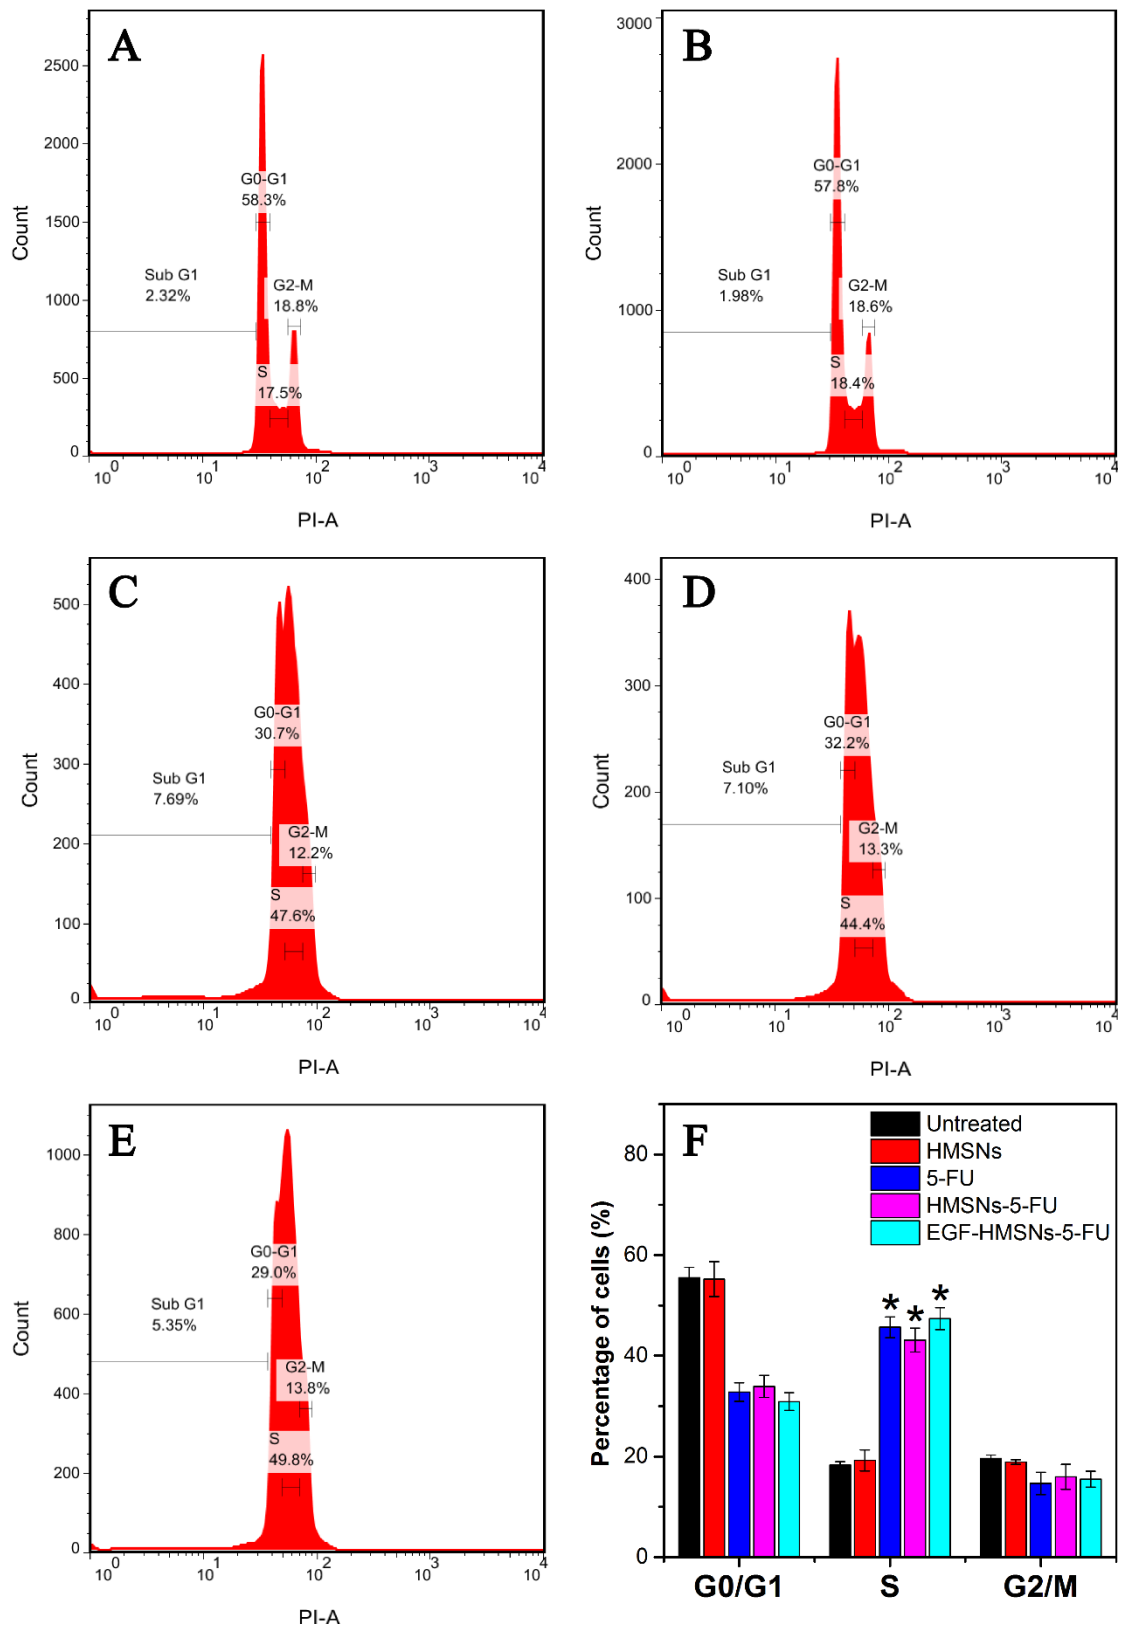 A
2500
2000
1500
1000
500
0
Count
G0-G1
58.3%
Sub G1
2.32%
G2-M
18.8%
S
17.5%
10^0 10^1 10^2 10^3 10^4
PI-A
B
3000
2000
1000
0
Count
G0-G1
57.8%
Sub G1
1.98%
G2-M
18.6%
S
18.4%
10^0 10^1 10^2 10^3 10^4
PI-A
C
500
400
300
200
100
0
Count
G0-G1
30.7%
Sub G1
7.69%
G2-M
12.2%
S
47.6%
10^0 10^1 10^2 10^3 10^4
PI-A
D
400
300
200
100
0
Count
G0-G1
32.2%
Sub G1
7.10%
G2-M
13.3%
S
44.4%
10^0 10^1 10^2 10^3 10^4
PI-A
E
1000
800
600
400
200
0
Count
G0-G1
29.0%
Sub G1
5.35%
G2-M
13.8%
S
49.8%
10^0 10^1 10^2 10^3 10^4
PI-A
F
Untreated
HMSNs
5-FU
HMSNs-5-FU
EGF-HMSNs-5-FU
80
60
40
20
0
Percentage of cells (%)
* * *
G0/G1 S G2/M